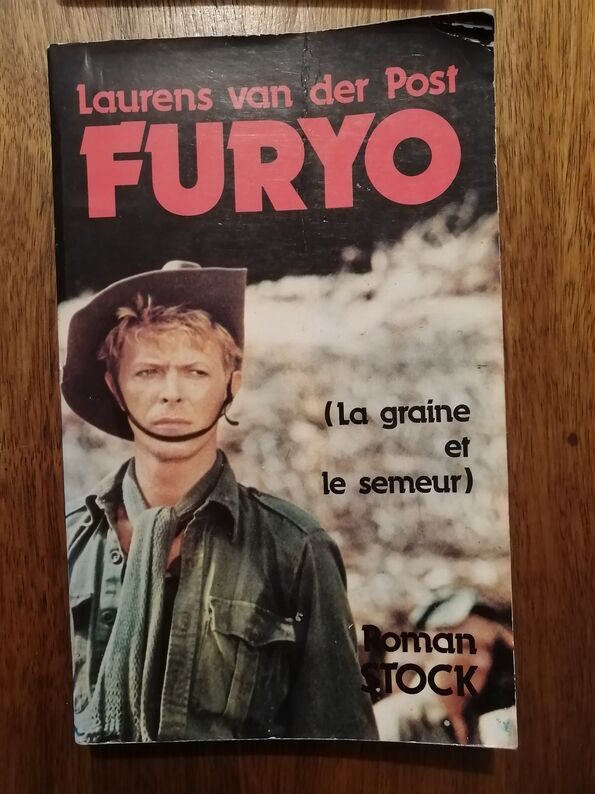 Laurens van der Post
FURYO
(La graine
et
le semeur)
Roman
STOCK